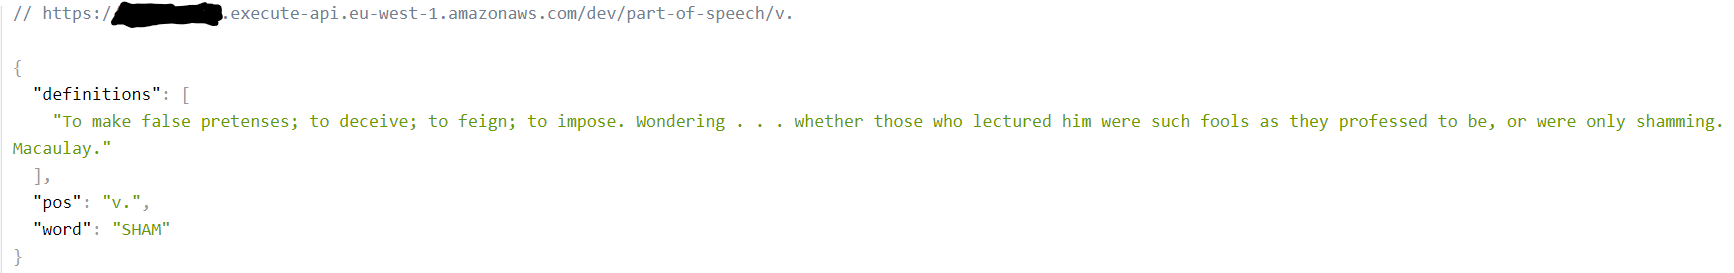 // https:/ .execute-api.eu-west-1.amazonaws.com/dev/part-of-speech/v.
{
"definitions": [
"To make false pretenses; to deceive; to feign; to impose. Wondering . . . whether those who lectured him were such fools as they professed to be, or were only shamming.
Macaulay."
],
"pos": "v.",
"word": "SHAM"
}